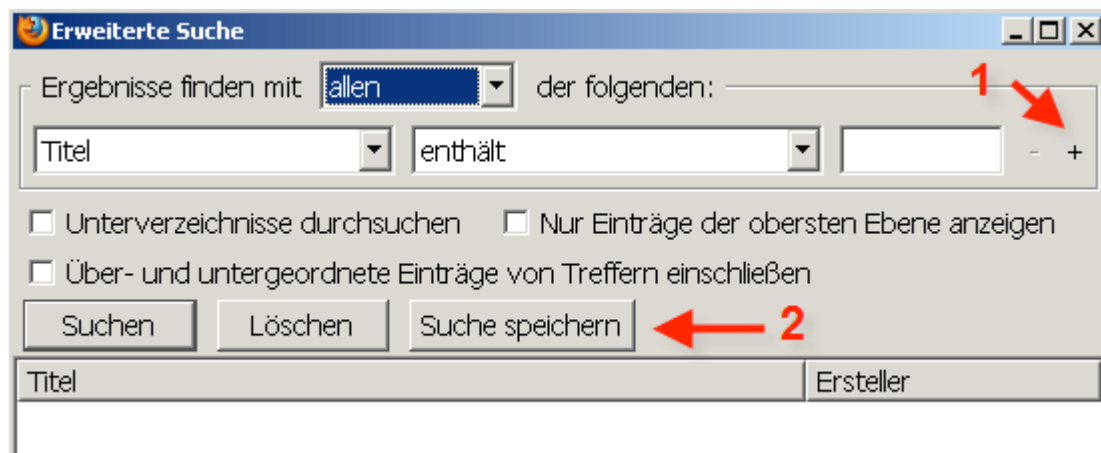 Erweiterte Suche
Ergebnisse finden mit allen der folgenden: 1
Titel enthält - +
Unterverzeichnisse durchsuchen Nur Einträge der obersten Ebene anzeigen
Über- und untergeordnete Einträge von Treffern einschließen
Suchen Löschen Suche speichern 2
Titel Ersteller